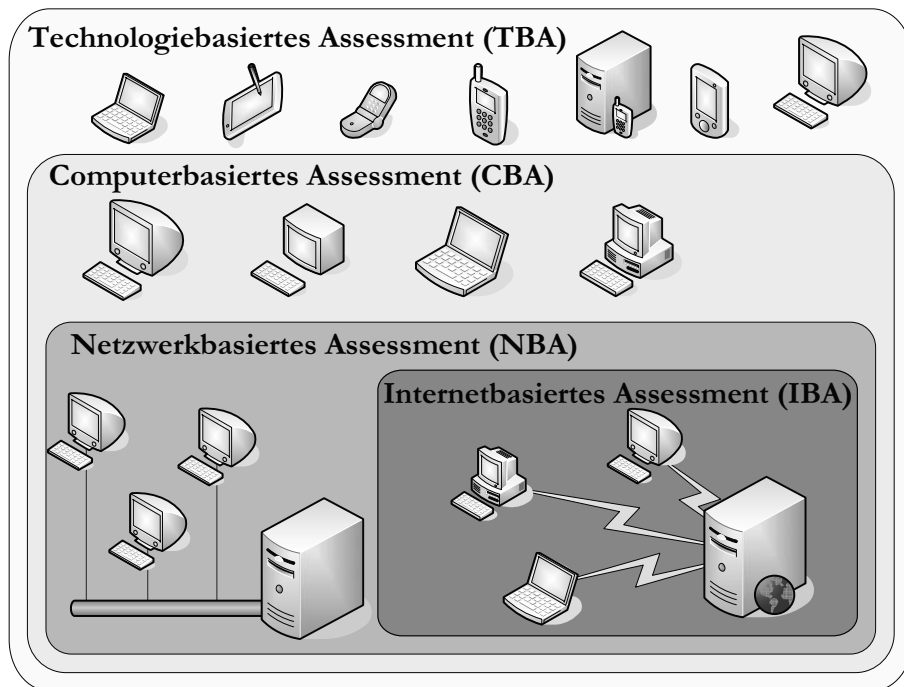 Technologiebasiertes Assessment (TBA)
Computerbasiertes Assessment (CBA)
Netzwerkbasiertes Assessment (NBA)
Internetbasiertes Assessment (IBA)